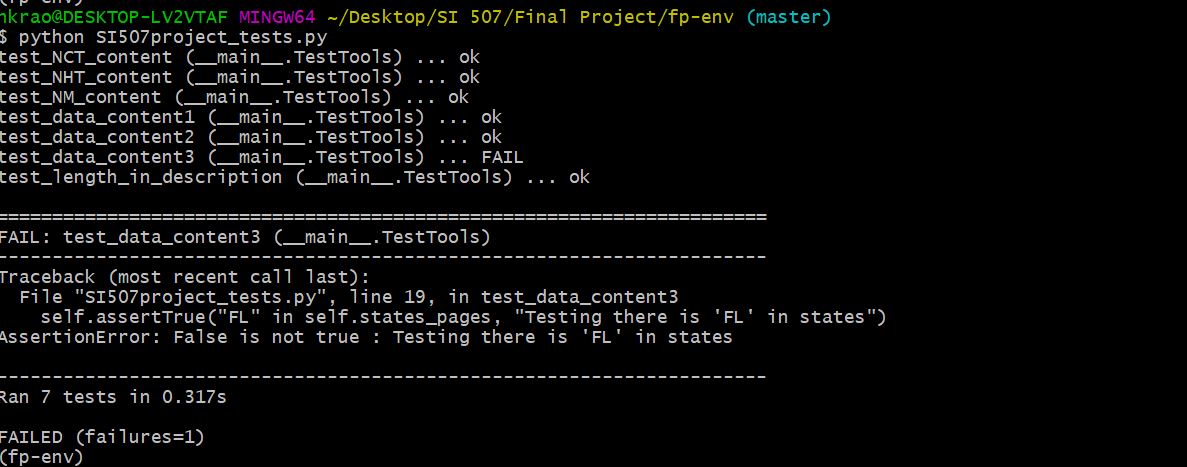 (fp-env)
nkrao@DESKTOP-LV2VTAF MINGW64 ~/Desktop/SI 507/Final Project/fp-env (master)
$ python SI507project_tests.py
test_NCT_content (__main__.TestTools) ... ok
test_NHT_content (__main__.TestTools) ... ok
test_NM_content (__main__.TestTools) ... ok
test_data_content1 (__main__.TestTools) ... ok
test_data_content2 (__main__.TestTools) ... ok
test_data_content3 (__main__.TestTools) ... FAIL
test_length_in_description (__main__.TestTools) ... ok
======================================================================
FAIL: test_data_content3 (__main__.TestTools)
----------------------------------------------------------------------
Traceback (most recent call last):
  File "SI507project_tests.py", line 19, in test_data_content3
    self.assertTrue("FL" in self.states_pages, "Testing there is 'FL' in states")
AssertionError: False is not true : Testing there is 'FL' in states
----------------------------------------------------------------------
Ran 7 tests in 0.317s
FAILED (failures=1)
(fp-env)